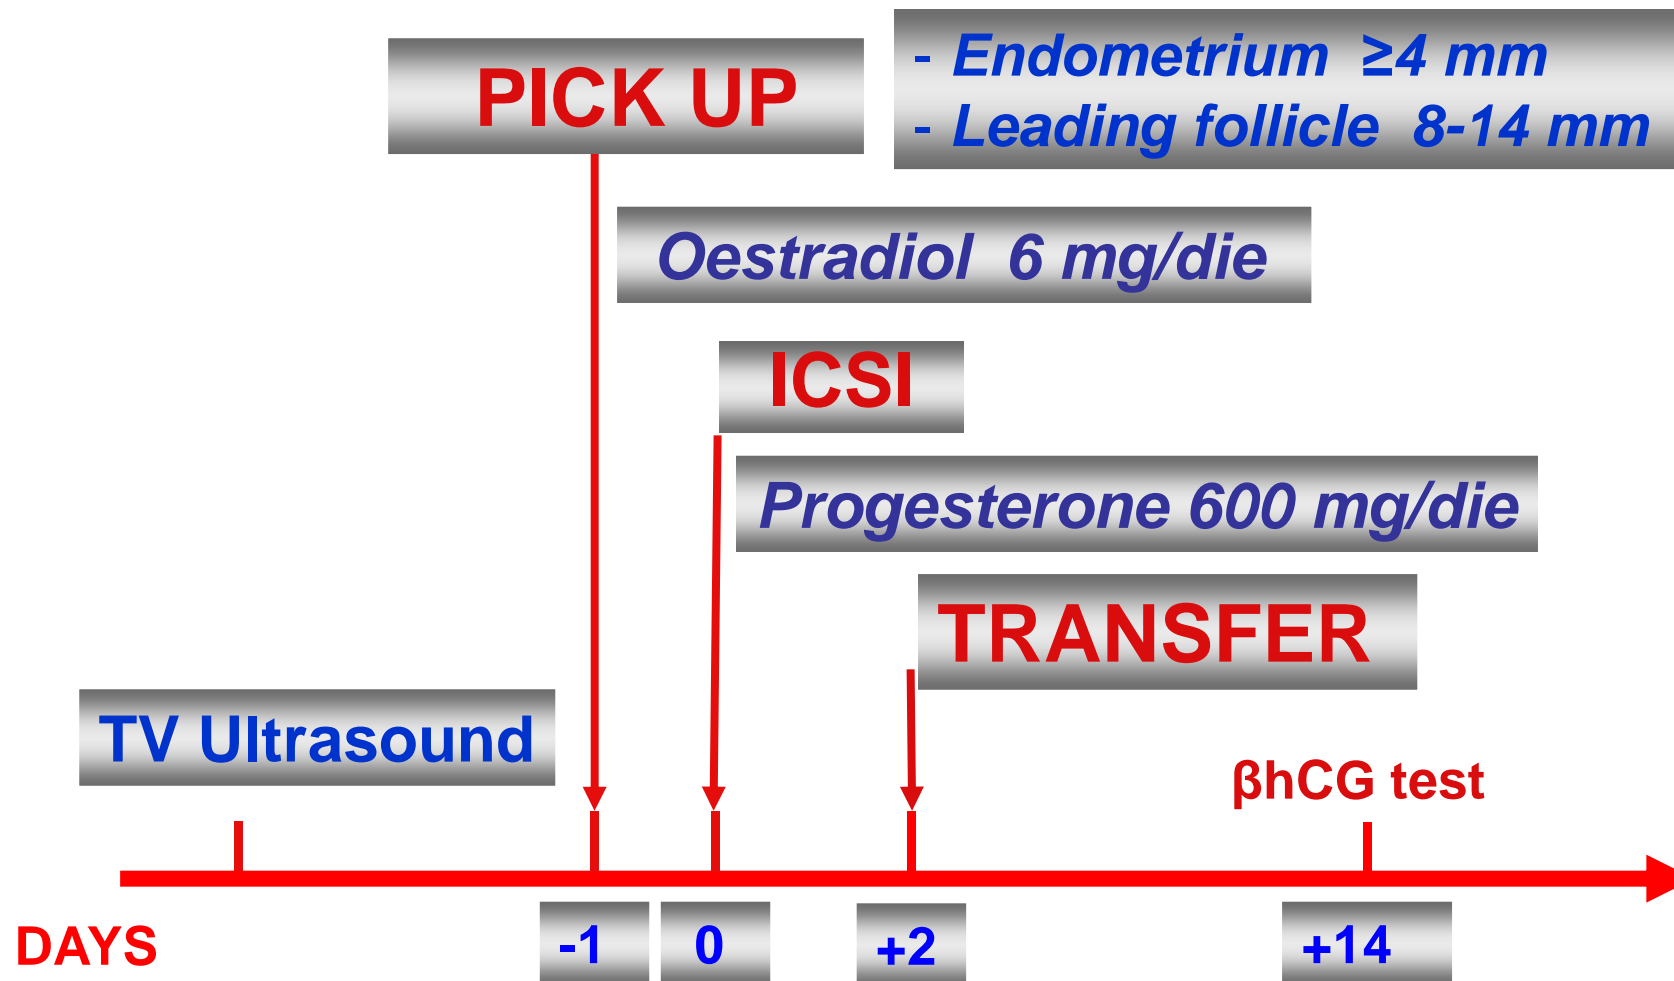 PICK UP
- Endometrium ≥4 mm
- Leading follicle 8-14 mm
Oestradiol 6 mg/die
ICSI
Progesterone 600 mg/die
TRANSFER
TV Ultrasound
βhCG test
DAYS -1 0 +2 +14